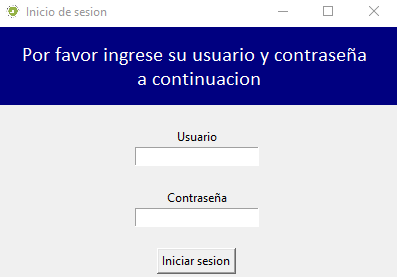 Inicio de sesion
Por favor ingrese su usuario y contraseña
a continuacion
Usuario
Contraseña
Iniciar sesion